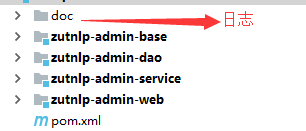 doc 日志
zutnlp-admin-base
zutnlp-admin-dao
zutnlp-admin-service
zutnlp-admin-web
pom.xml